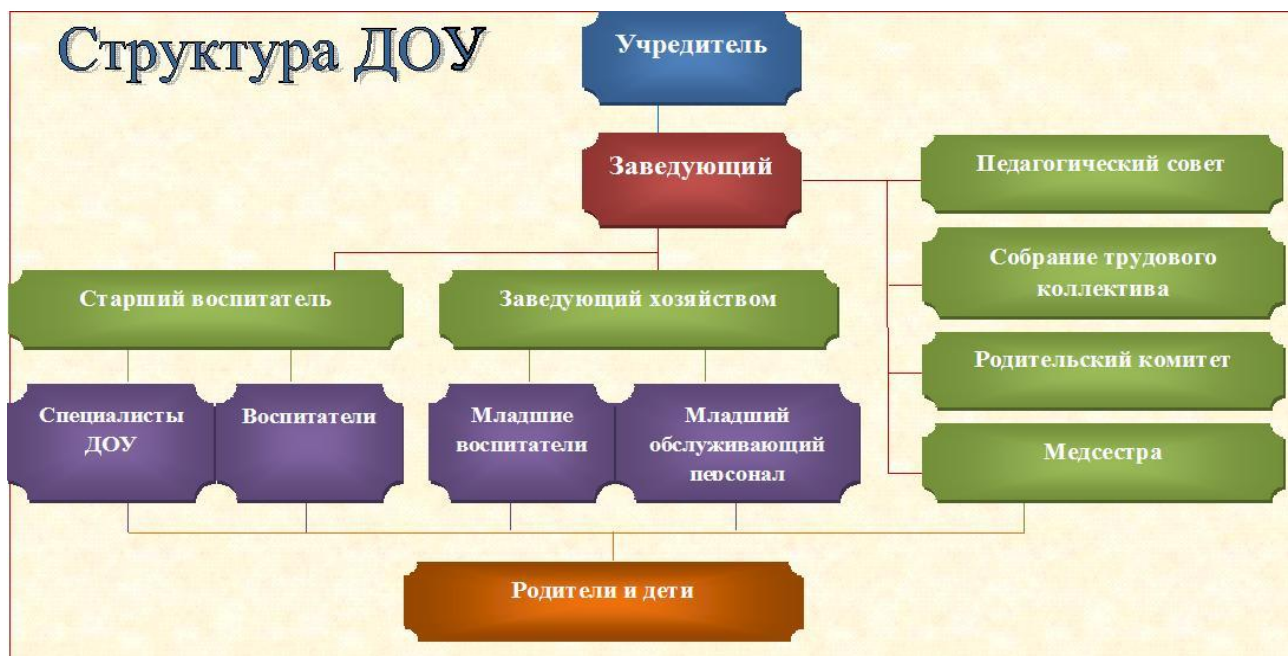 Структура ДОУ
Учредитель
Заведующий
Педагогический совет
Собрание трудового
коллектива
Родительский комитет
Медсестра
Старший воспитатель
Заведующий хозяйством
Специалисты
ДОУ
Воспитатели
Младшие
воспитатели
Младший
обслуживающий
персонал
Родители и дети